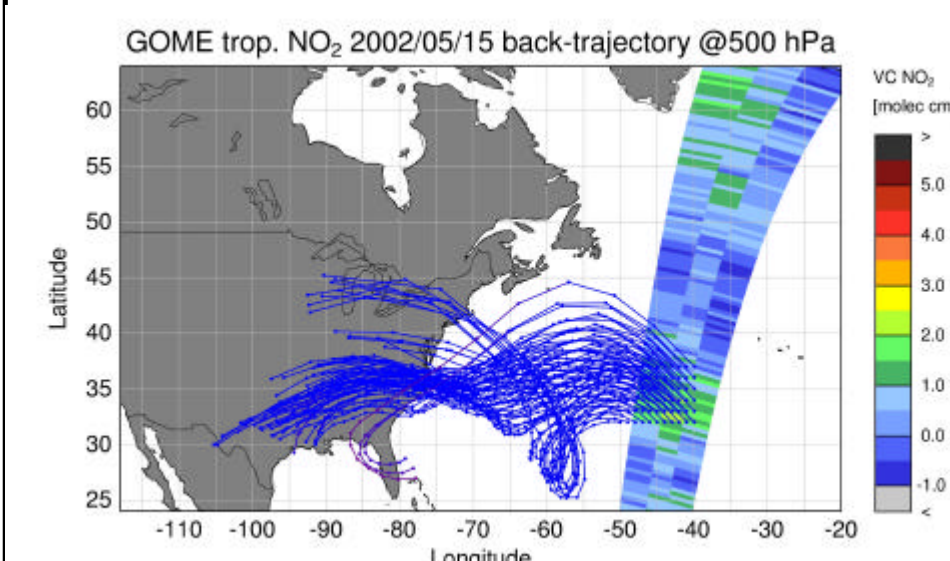 GOME trop. NO₂ 2002/05/15 back-trajectory @500 hPa
VC NO₂
[molec cm
>
5.0
4.0
3.0
2.0
1.0
0.0
-1.0
<
Latitude
60
55
50
45
40
35
30
25
-110 -100 -90 -80 -70 -60 -50 -40 -30 -20
Longitude